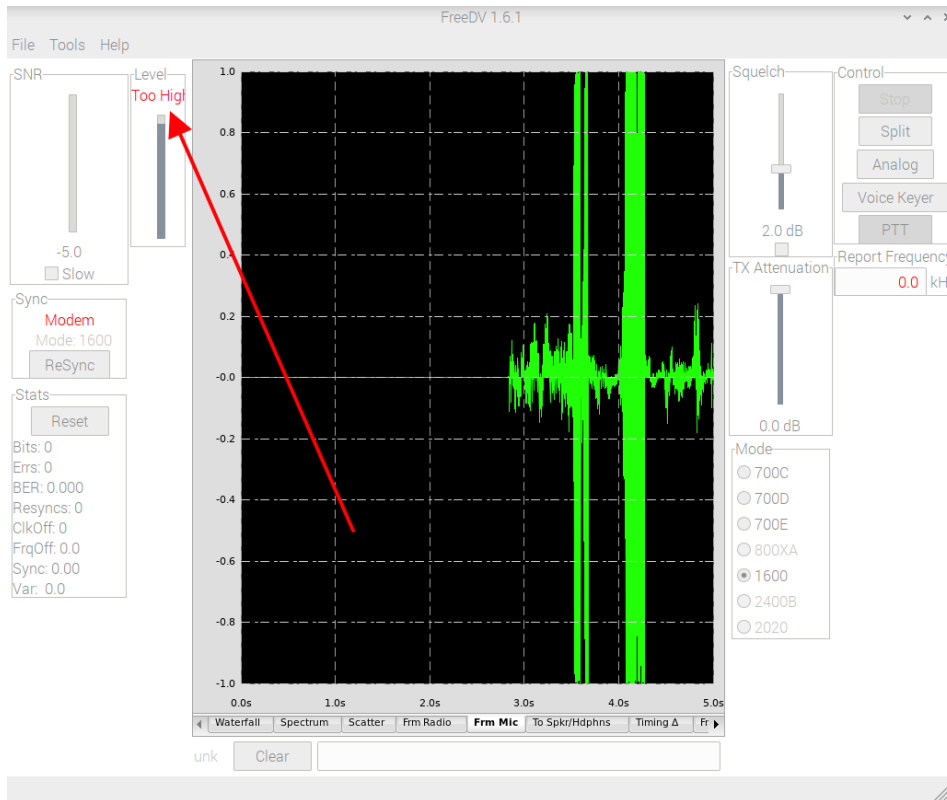 FreeDV 1.6.1
File Tools Help
SNR
-5.0
Slow
Level
Too High
Sync
Modem
Mode: 1600
ReSync
Stats
Reset
Bits: 0
Errs: 0
BER: 0.000
Resyncs: 0
ClkOff: 0
FrqOff: 0.0
Sync: 0.00
Var: 0.0
1.0
0.8
0.6
0.4
0.2
-0.0
-0.2
-0.4
-0.6
-0.8
-1.0
0.0s 1.0s 2.0s 3.0s 4.0s 5.0s
Waterfall Spectrum Scatter Frm Radio Frm Mic To Spkr/Hdphns Timing Δ Fr
unk Clear
Squelch
2.0 dB
TX Attenuation
0.0 dB
Mode
700C
700D
700E
800XA
1600
2400B
2020
Control
Stop
Split
Analog
Voice Keyer
PTT
Report Frequency
0.0 kH